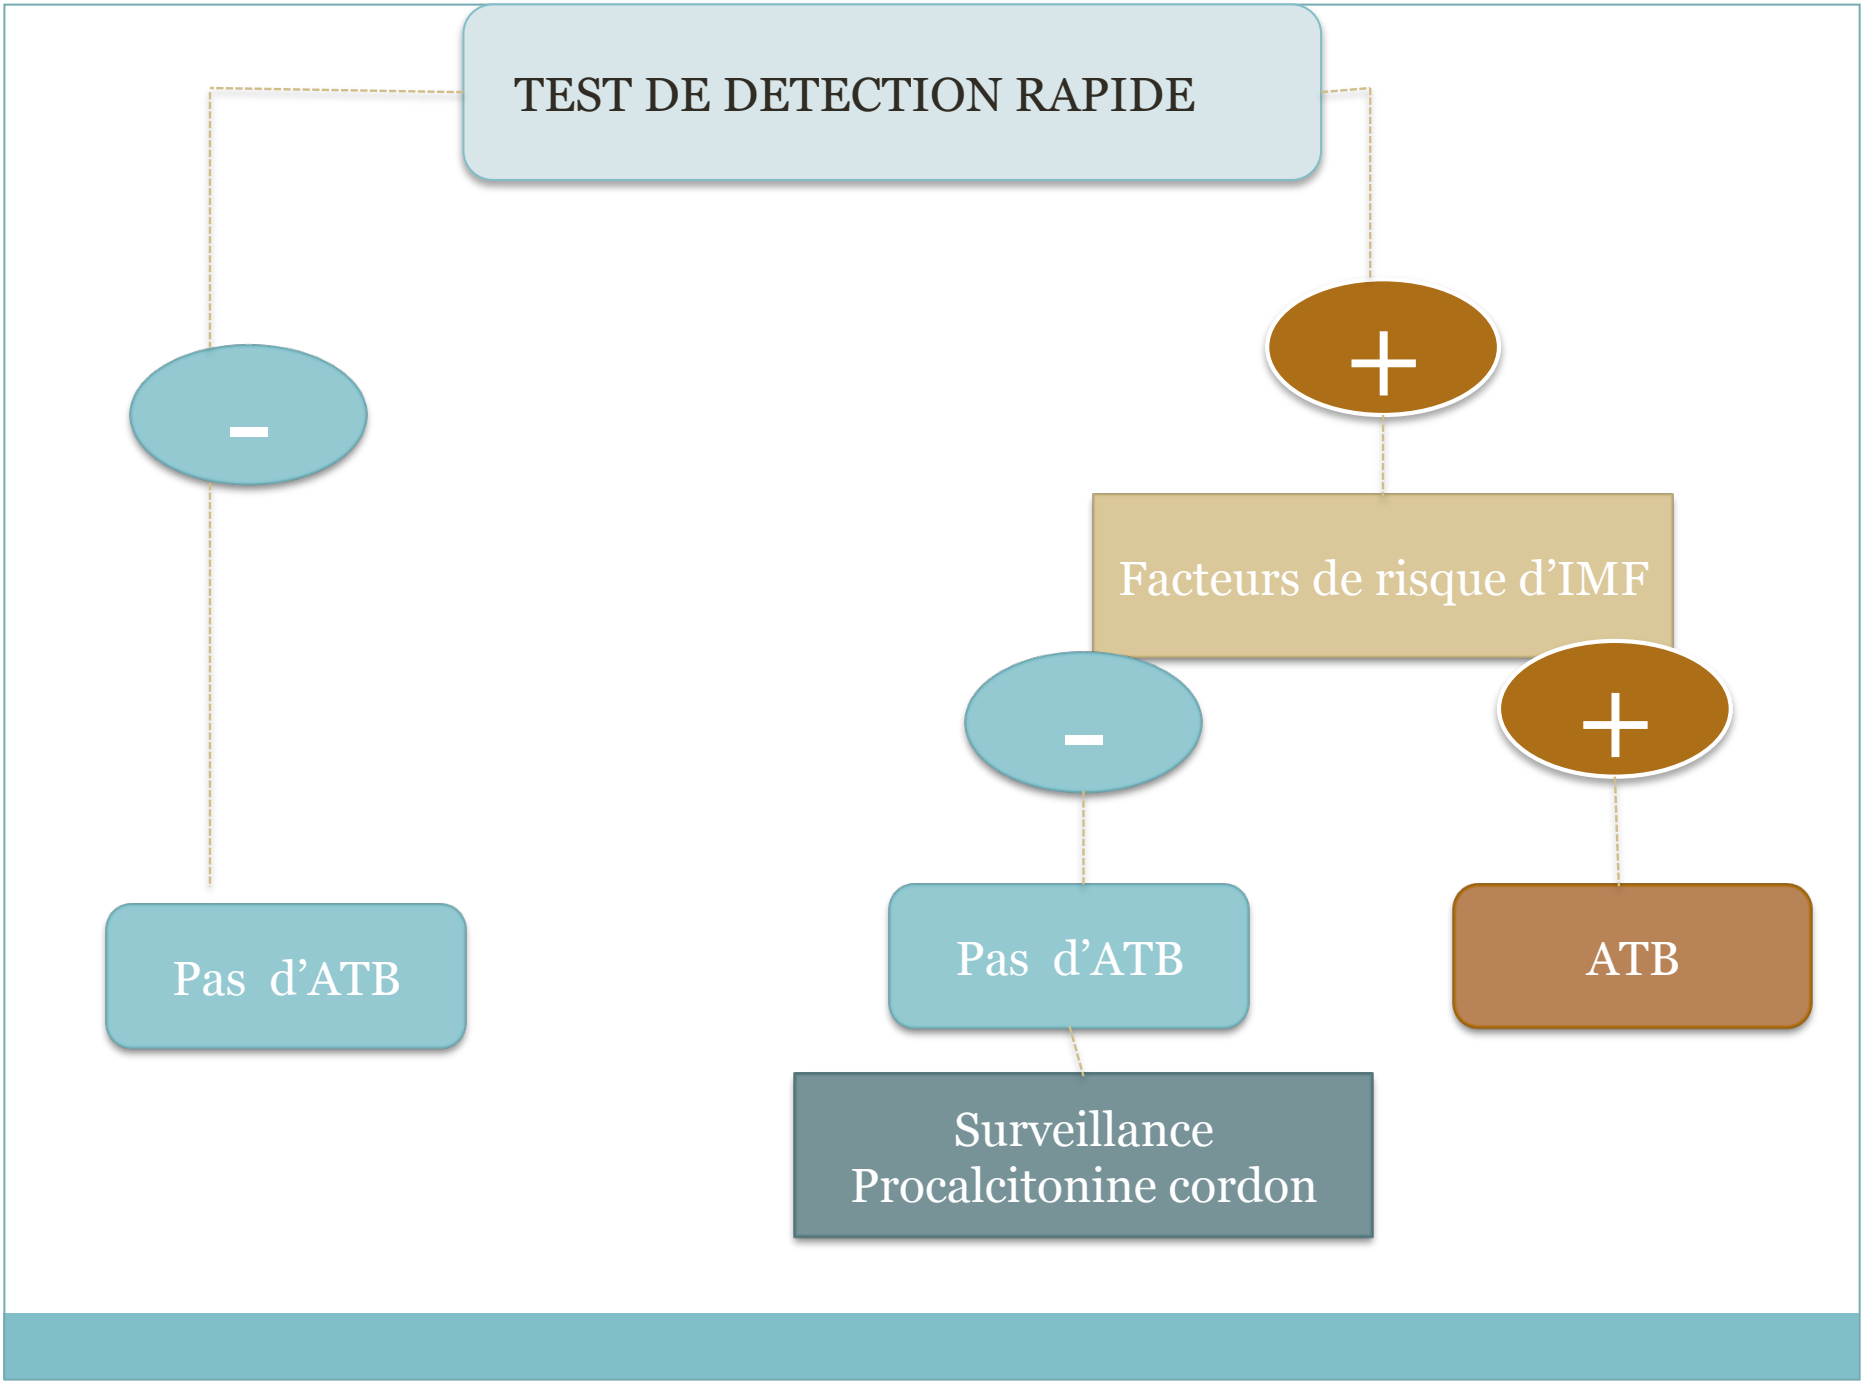 TEST DE DETECTION RAPIDE
+
-
Facteurs de risque d’IMF
-
+
Pas  d’ATB
Pas  d’ATB
ATB
Surveillance
Procalcitonine cordon